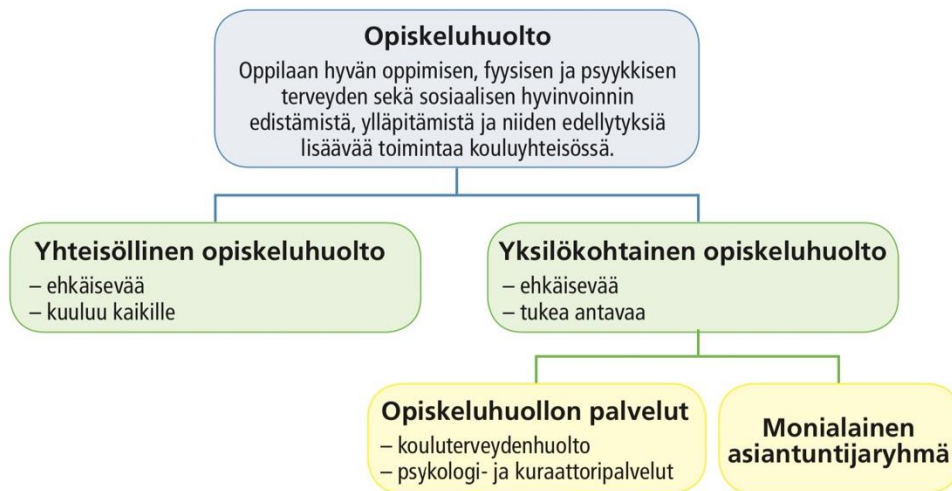 Opiskeluhuolto
Oppilaan hyvän oppimisen, fyysisen ja psyykkisen
terveyden sekä sosiaalisen hyvinvoinnin
edistämistä, ylläpitämistä ja niiden edellytyksiä
lisäävää toimintaa kouluyhteisössä.
Yhteisöllinen opiskeluhuolto
– ehkäisevää
– kuuluu kaikille
Yksilökohtainen opiskeluhuolto
– ehkäisevää
– tukea antavaa
Opiskeluhuollon palvelut
– kouluterveydenhuolto
– psykologi- ja kuraattoripalvelut
Monialainen
asiantuntijaryhmä